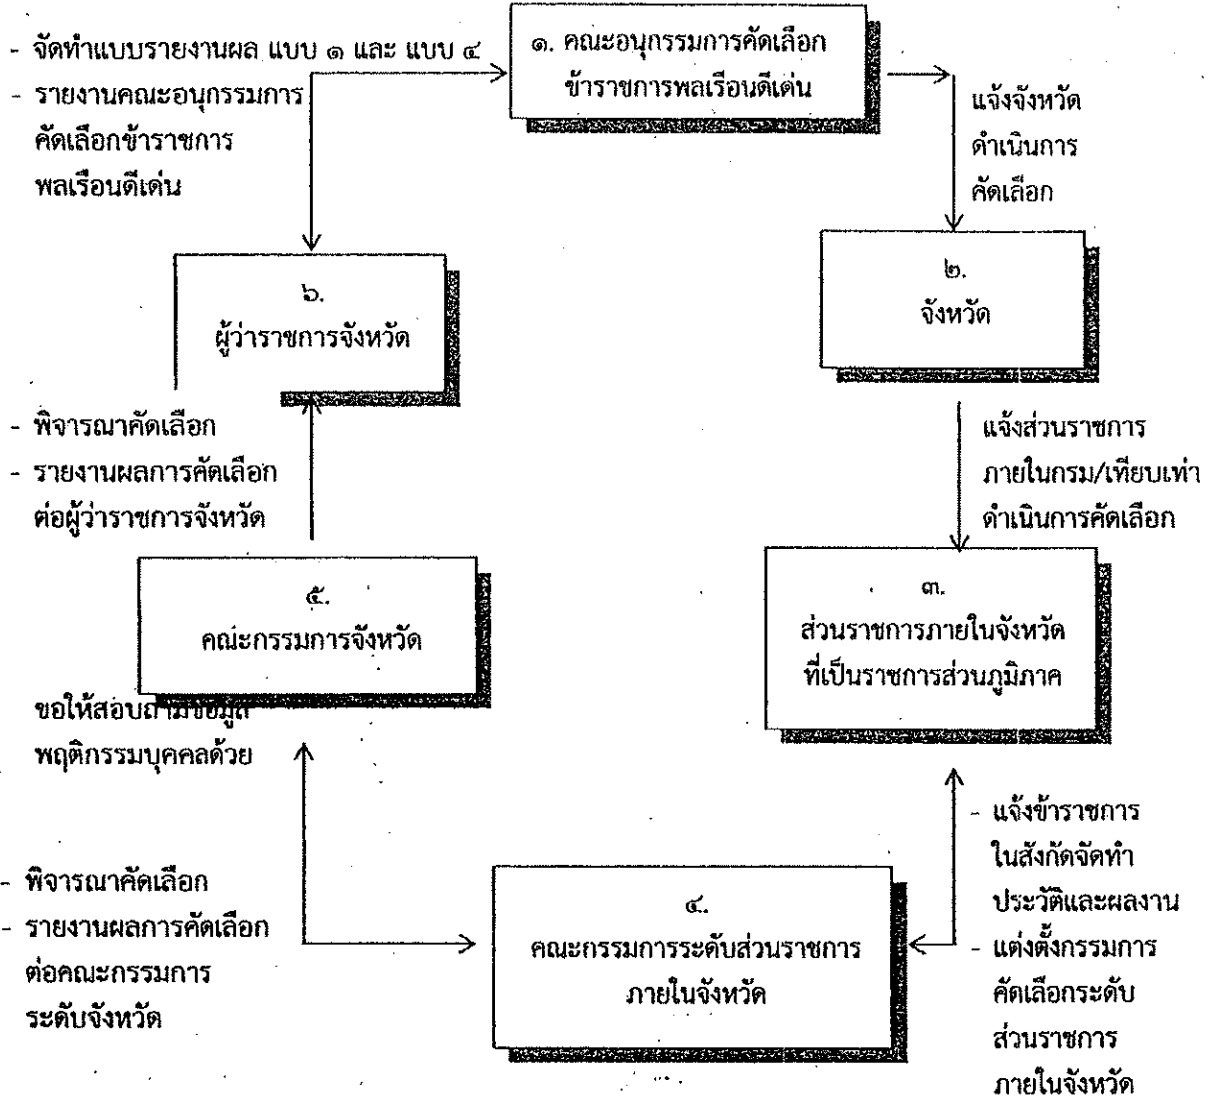 - จัดทำแบบรายงานผล แบบ ๑ และ แบบ ๔
- รายงานคณะอนุกรรมการ
คัดเลือกข้าราชการ
พลเรือนดีเด่น
๑. คณะอนุกรรมการคัดเลือก
ข้าราชการพลเรือนดีเด่น
แจ้งจังหวัด
ดำเนินการ
คัดเลือก
๒.
จังหวัด
แจ้งส่วนราชการ
ภายในกรม/เทียบเท่า
ดำเนินการคัดเลือก
๓.
ส่วนราชการภายในจังหวัด
ที่เป็นราชการส่วนภูมิภาค
- แจ้งข้าราชการ
ในสังกัดจัดทำ
ประวัติและผลงาน
- แต่งตั้งกรรมการ
คัดเลือกระดับ
ส่วนราชการ
ภายในจังหวัด
๔.
คณะกรรมการระดับส่วนราชการ
ภายในจังหวัด
- พิจารณาคัดเลือก
- รายงานผลการคัดเลือก
ต่อคณะกรรมการ
ระดับจังหวัด
๕.
คณะกรรมการจังหวัด
ขอให้สอบถามข้อมูล
พฤติกรรมบุคคลด้วย
- พิจารณาคัดเลือก
- รายงานผลการคัดเลือก
ต่อผู้ว่าราชการจังหวัด
๖.
ผู้ว่าราชการจังหวัด